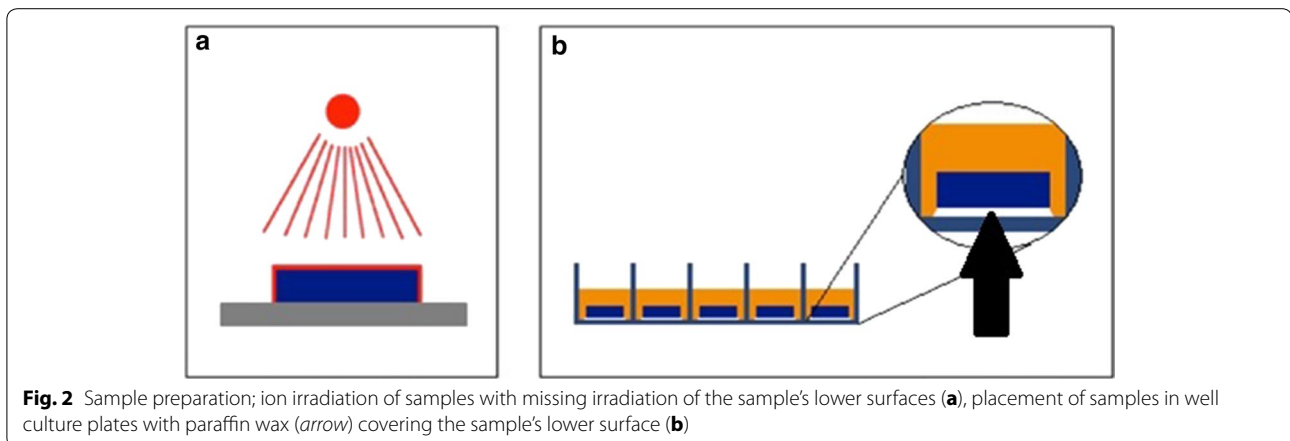 a
b
Fig. 2 Sample preparation; ion irradiation of samples with missing irradiation of the sample's lower surfaces (a), placement of samples in well
culture plates with paraffin wax (arrow) covering the sample's lower surface (b)